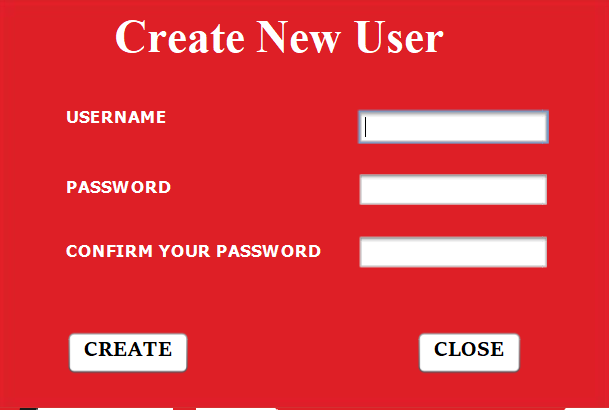 Create New User
USERNAME
PASSWORD
CONFIRM YOUR PASSWORD
CREATE
CLOSE